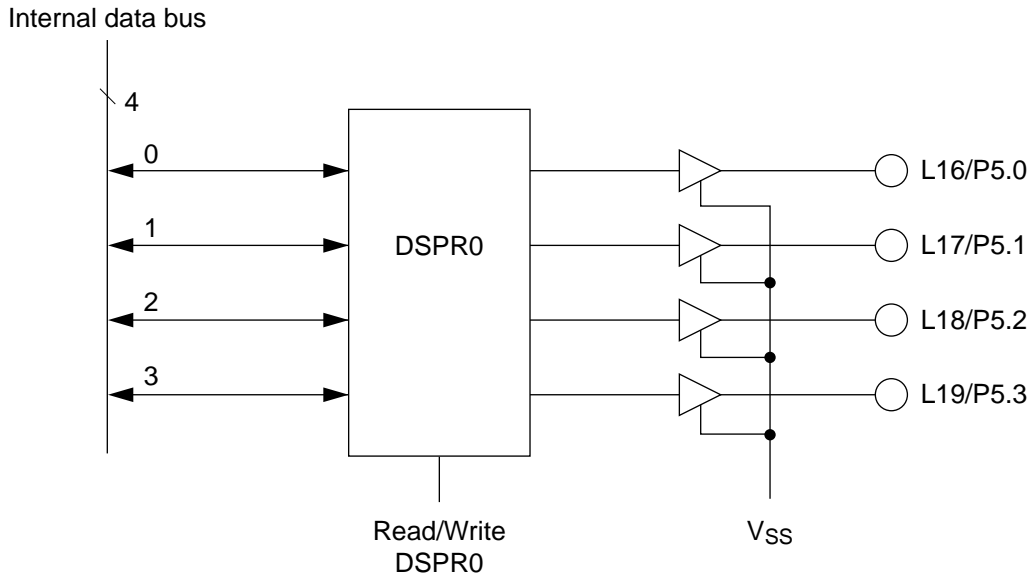 Internal data bus
4
0
L16/P5.0
1
DSPR0
L17/P5.1
2
L18/P5.2
3
L19/P5.3
Read/Write
DSPR0
VSS